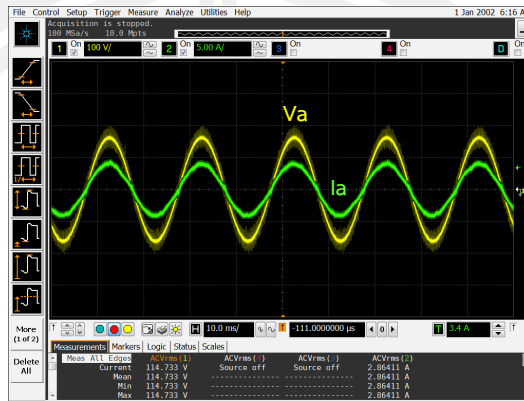 File Control Setup Trigger Measure Analyze Utilities Help 1 Jan 2002 6:16 A
Acquisition is stopped.
100 MSa/s 10.0 Mpts
1 On 100 V/ 2 On 5.00 A/ 3 On 4 On D On
Va
Ia
More
(1 of 2)
Delete
All
H 10.0 ms/ -111.0000000 µs 0 T 3.4 A
Measurements Markers Logic Status Scales
Meas All Edges ACVrms(1) ACVrms(4) ACVrms(3) ACVrms(2)
Current 114.733 V Source off Source off 2.86411 A
Mean 114.733 V -------------- -------------- 2.86411 A
Min 114.733 V -------------- -------------- 2.86411 A
Max 114.733 V -------------- -------------- 2.86411 A